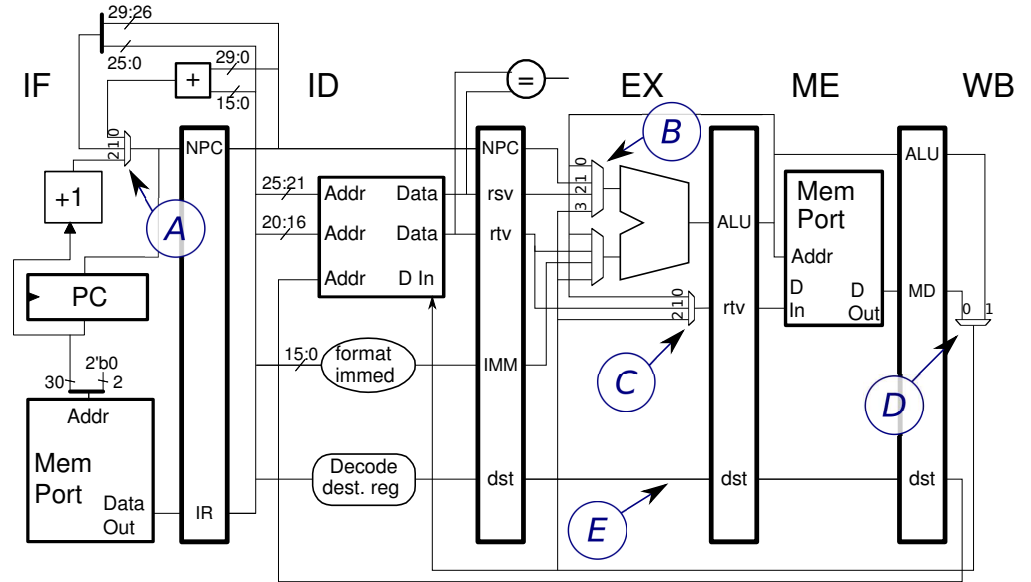 29:26
25:0
29:0
+
15:0
=
IF
ID
EX
ME
WB
A
B
C
D
E
2 1 0
+1
PC
2'b0
30
2
Addr
Mem
Port
Data
Out
NPC
IR
25:21
20:16
15:0
Addr
Data
Addr
Data
Addr
D In
format
immed
Decode
dest. reg
NPC
rsv
rtv
IMM
dst
0
1
2
3
2 1 0
ALU
rtv
dst
Mem
Port
Addr
D
In
D
Out
ALU
MD
dst
0
1